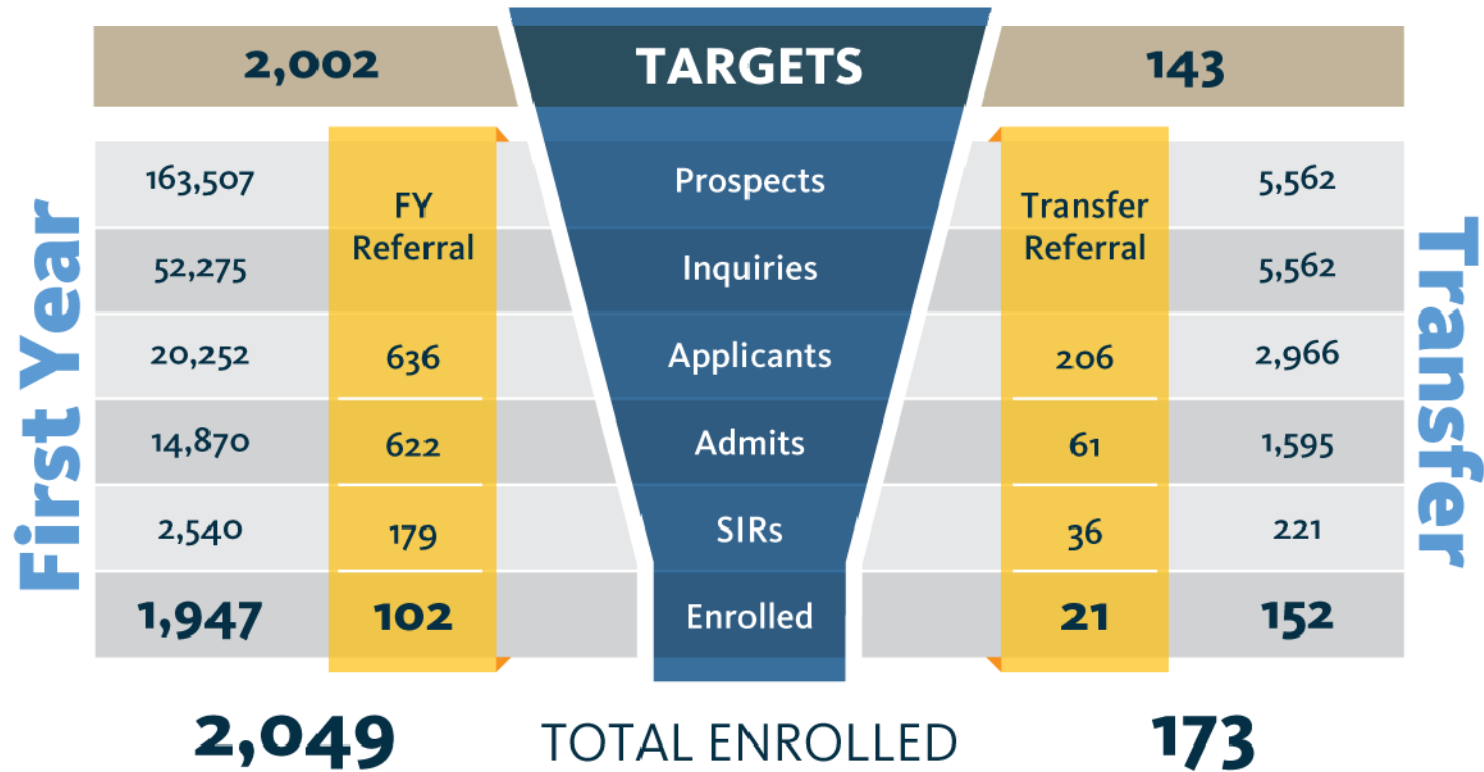 2,002 TARGETS 143
First Year
Transfer
FY
Referral
Transfer
Referral
163,507 Prospects 5,562
52,275 Inquiries 5,562
20,252 636 Applicants 206 2,966
14,870 622 Admits 61 1,595
2,540 179 SIRs 36 221
1,947 102 Enrolled 21 152
2,049 TOTAL ENROLLED 173